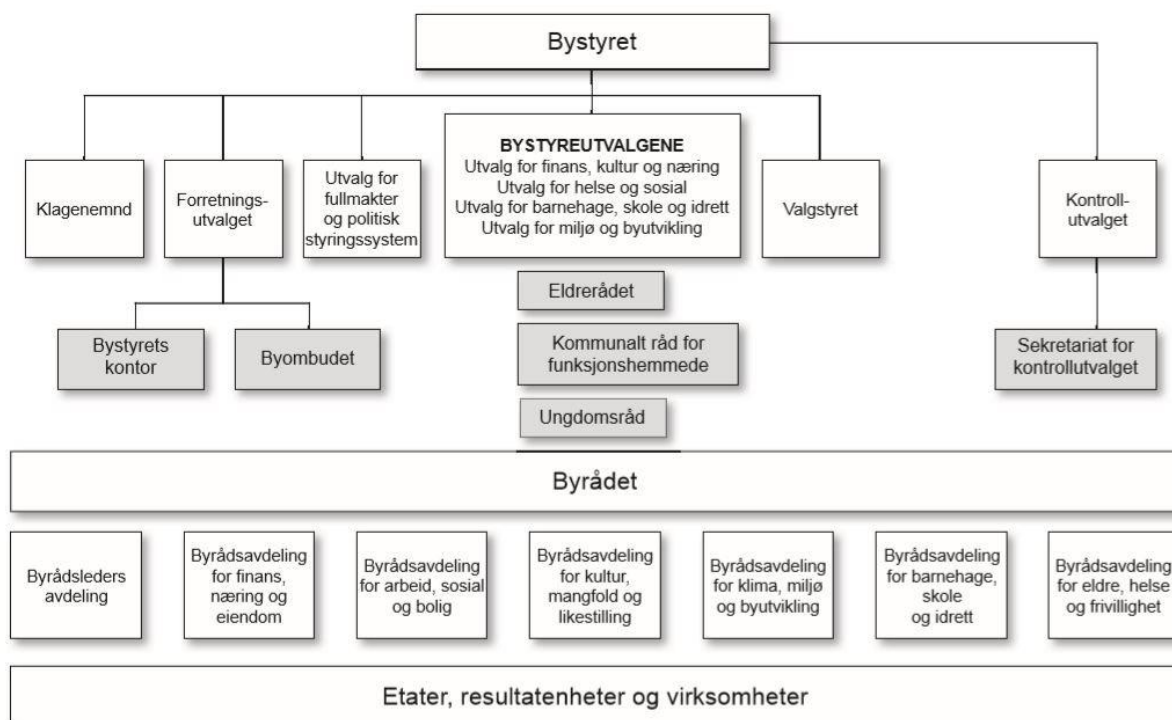 Bystyret
Klagenemnd
Forretnings-
utvalget
Utvalg for
fullmakter
og politisk
styringssystem
BYSTYREUTVALGENE
Utvalg for finans, kultur og næring
Utvalg for helse og sosial
Utvalg for barnehage, skole og idrett
Utvalg for miljø og byutvikling
Valgstyret
Kontroll-
utvalget
Bystyrets
kontor
Byombudet
Eldrerådet
Kommunalt råd for
funksjonshemmede
Ungdomsråd
Sekretariat for
kontrollutvalget
Byrådet
Byrådsleders
avdeling
Byrådsavdeling
for finans,
næring og
eiendom
Byrådsavdeling
for arbeid, sosial
og bolig
Byrådsavdeling
for kultur,
mangfold og
likestilling
Byrådsavdeling
for klima, miljø
og byutvikling
Byrådsavdeling
for barnehage,
skole
og idrett
Byrådsavdeling
for eldre, helse
og frivillighet
Etater, resultatenheter og virksomheter